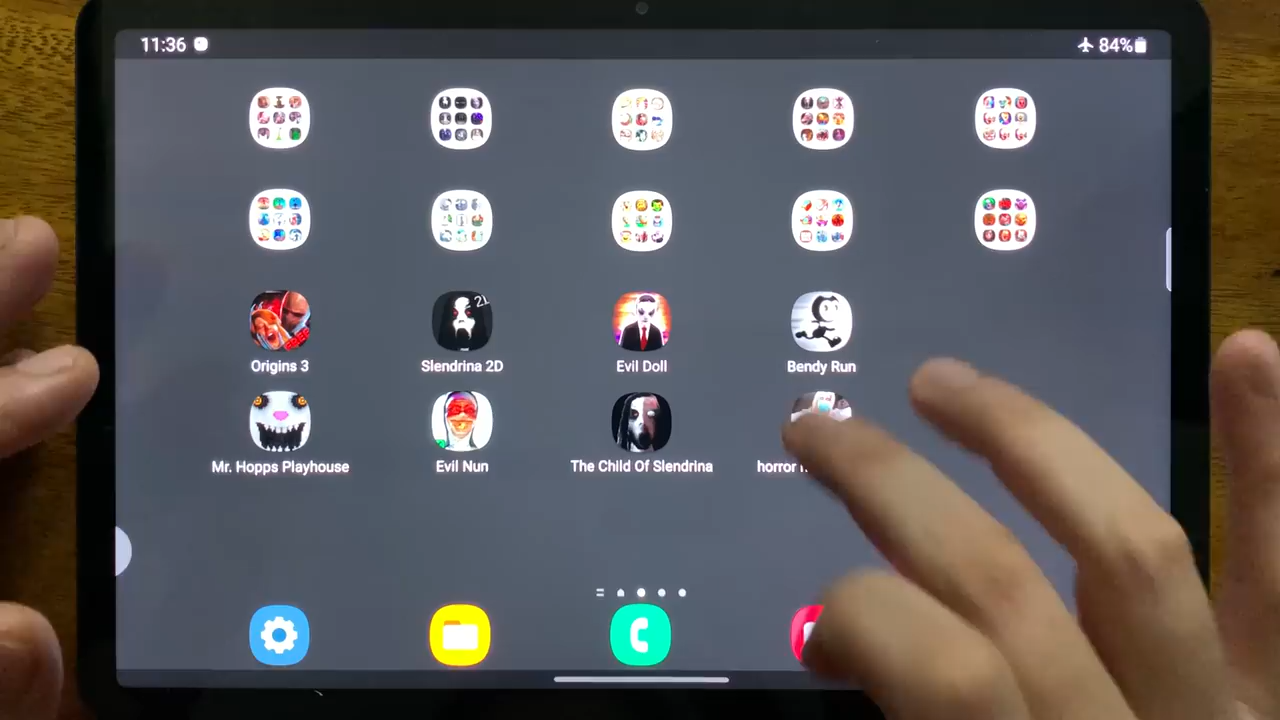 11:36
84%
21
Origins 3
Slendrina 2D
Evil Doll
Bendy Run
Mr. Hopps Playhouse
Evil Nun
The Child Of Slendrina
horror